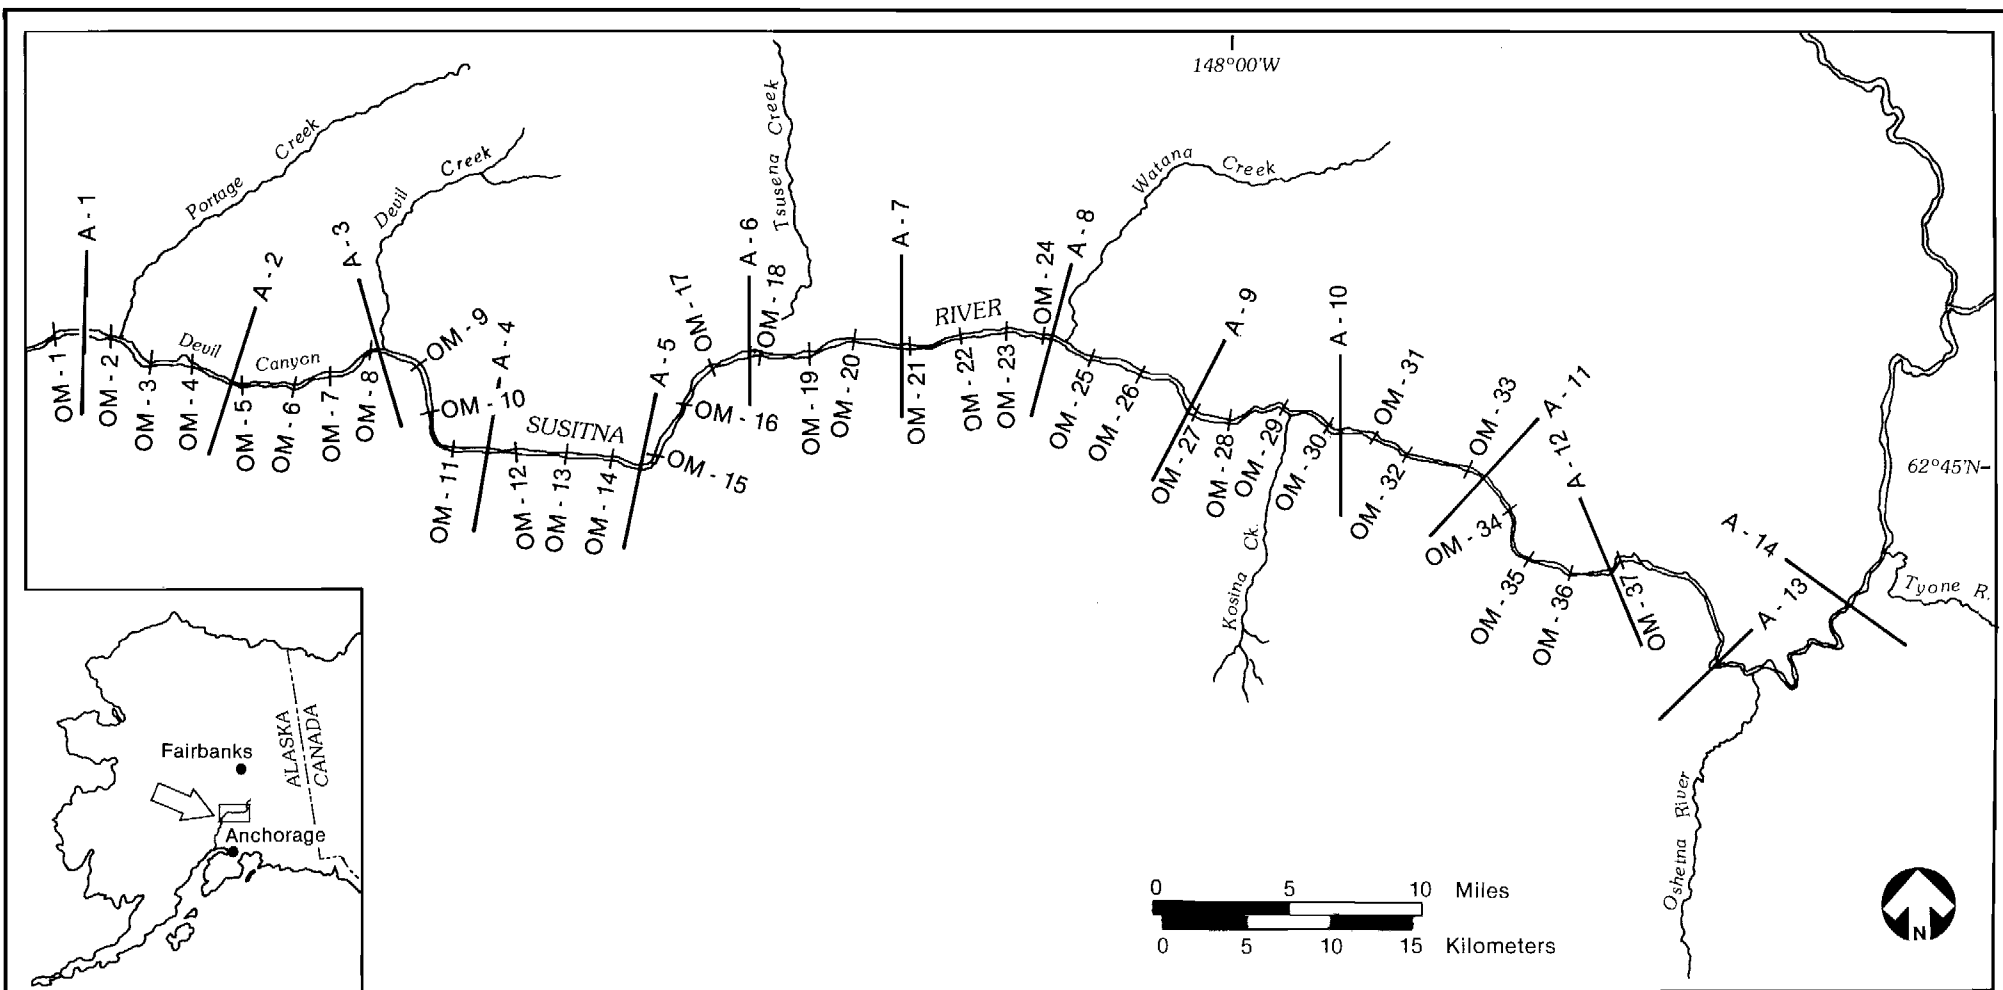 148°00'W
Portage Creek
Devil Creek
Tsusena Creek
Watana Creek
A - 1
A - 2
A - 3
A - 4
A - 5
A - 6
A - 7
A - 8
A - 9
A - 10
A - 11
A - 12
A - 13
A - 14
Devil Canyon
SUSITNA RIVER
OM - 1
OM - 2
OM - 3
OM - 4
OM - 5
OM - 6
OM - 7
OM - 8
OM - 9
OM - 10
OM - 11
OM - 12
OM - 13
OM - 14
OM - 15
OM - 16
OM - 17
OM - 18
OM - 19
OM - 20
OM - 21
OM - 22
OM - 23
OM - 24
OM - 25
OM - 26
OM - 27
OM - 28
OM - 29
OM - 30
OM - 31
OM - 32
OM - 33
OM - 34
OM - 35
OM - 36
OM - 37
62°45'N
Kosina Ck.
Tyone R.
Oshetna River
ALASKA
CANADA
Fairbanks
Anchorage
0 5 10 Miles
0 5 10 15 Kilometers
N